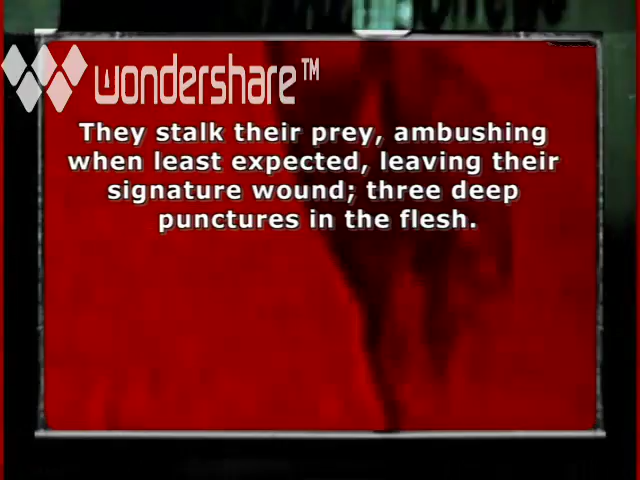 wondershare™
They stalk their prey, ambushing
when least expected, leaving their
signature wound; three deep
punctures in the flesh.